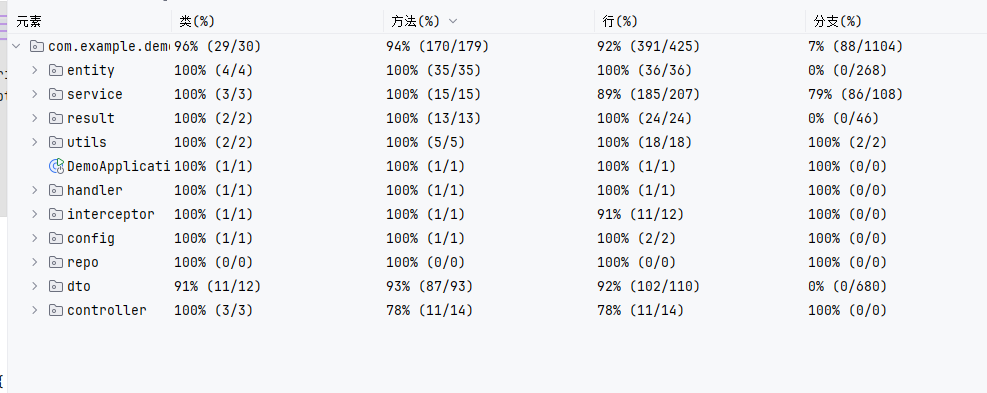 元素 类(%) 方法(%) 行(%) 分支(%)
com.example.demo 96% (29/30) 94% (170/179) 92% (391/425) 7% (88/1104)
entity 100% (4/4) 100% (35/35) 100% (36/36) 0% (0/268)
service 100% (3/3) 100% (15/15) 89% (185/207) 79% (86/108)
result 100% (2/2) 100% (13/13) 100% (24/24) 0% (0/46)
utils 100% (2/2) 100% (5/5) 100% (18/18) 100% (2/2)
DemoApplicati 100% (1/1) 100% (1/1) 100% (1/1) 100% (0/0)
handler 100% (1/1) 100% (1/1) 100% (1/1) 100% (0/0)
interceptor 100% (1/1) 100% (1/1) 91% (11/12) 100% (0/0)
config 100% (1/1) 100% (1/1) 100% (2/2) 100% (0/0)
repo 100% (0/0) 100% (0/0) 100% (0/0) 100% (0/0)
dto 91% (11/12) 93% (87/93) 92% (102/110) 0% (0/680)
controller 100% (3/3) 78% (11/14) 78% (11/14) 100% (0/0)